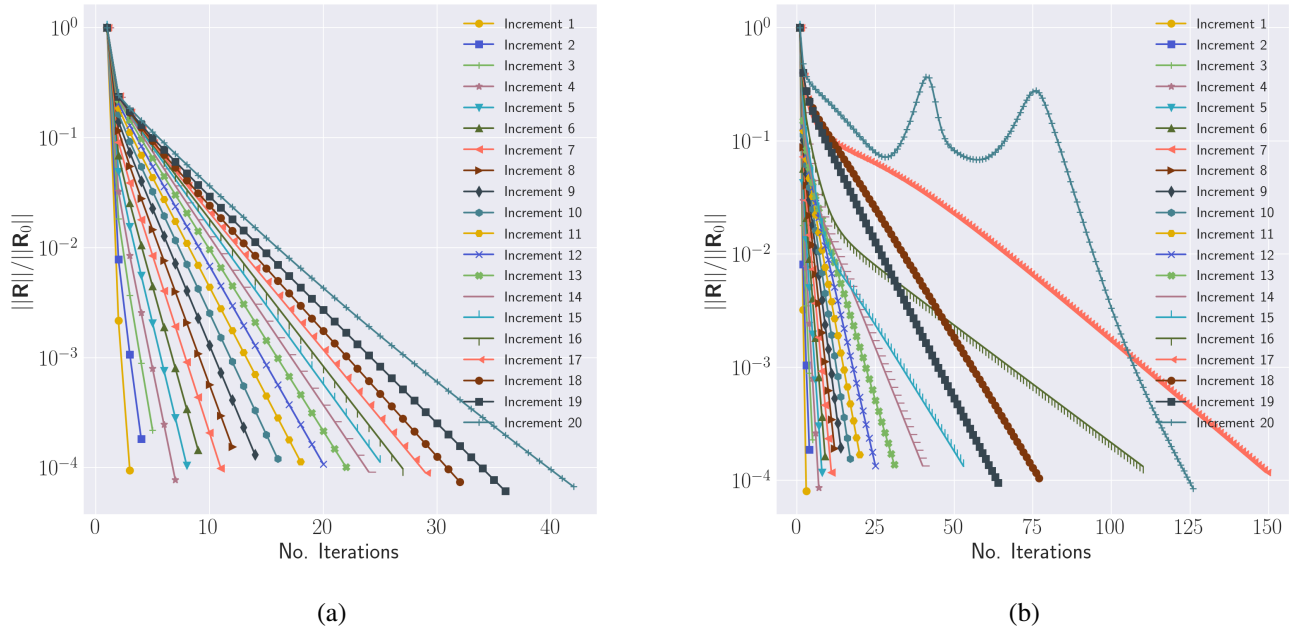 10^0
10^-1
10^-2
10^-3
10^-4
||R||/||R_0||
0
10
20
30
40
No. Iterations
Increment 1
Increment 2
Increment 3
Increment 4
Increment 5
Increment 6
Increment 7
Increment 8
Increment 9
Increment 10
Increment 11
Increment 12
Increment 13
Increment 14
Increment 15
Increment 16
Increment 17
Increment 18
Increment 19
Increment 20
(a)
10^0
10^-1
10^-2
10^-3
10^-4
||R||/||R_0||
0
25
50
75
100
125
150
No. Iterations
Increment 1
Increment 2
Increment 3
Increment 4
Increment 5
Increment 6
Increment 7
Increment 8
Increment 9
Increment 10
Increment 11
Increment 12
Increment 13
Increment 14
Increment 15
Increment 16
Increment 17
Increment 18
Increment 19
Increment 20
(b)